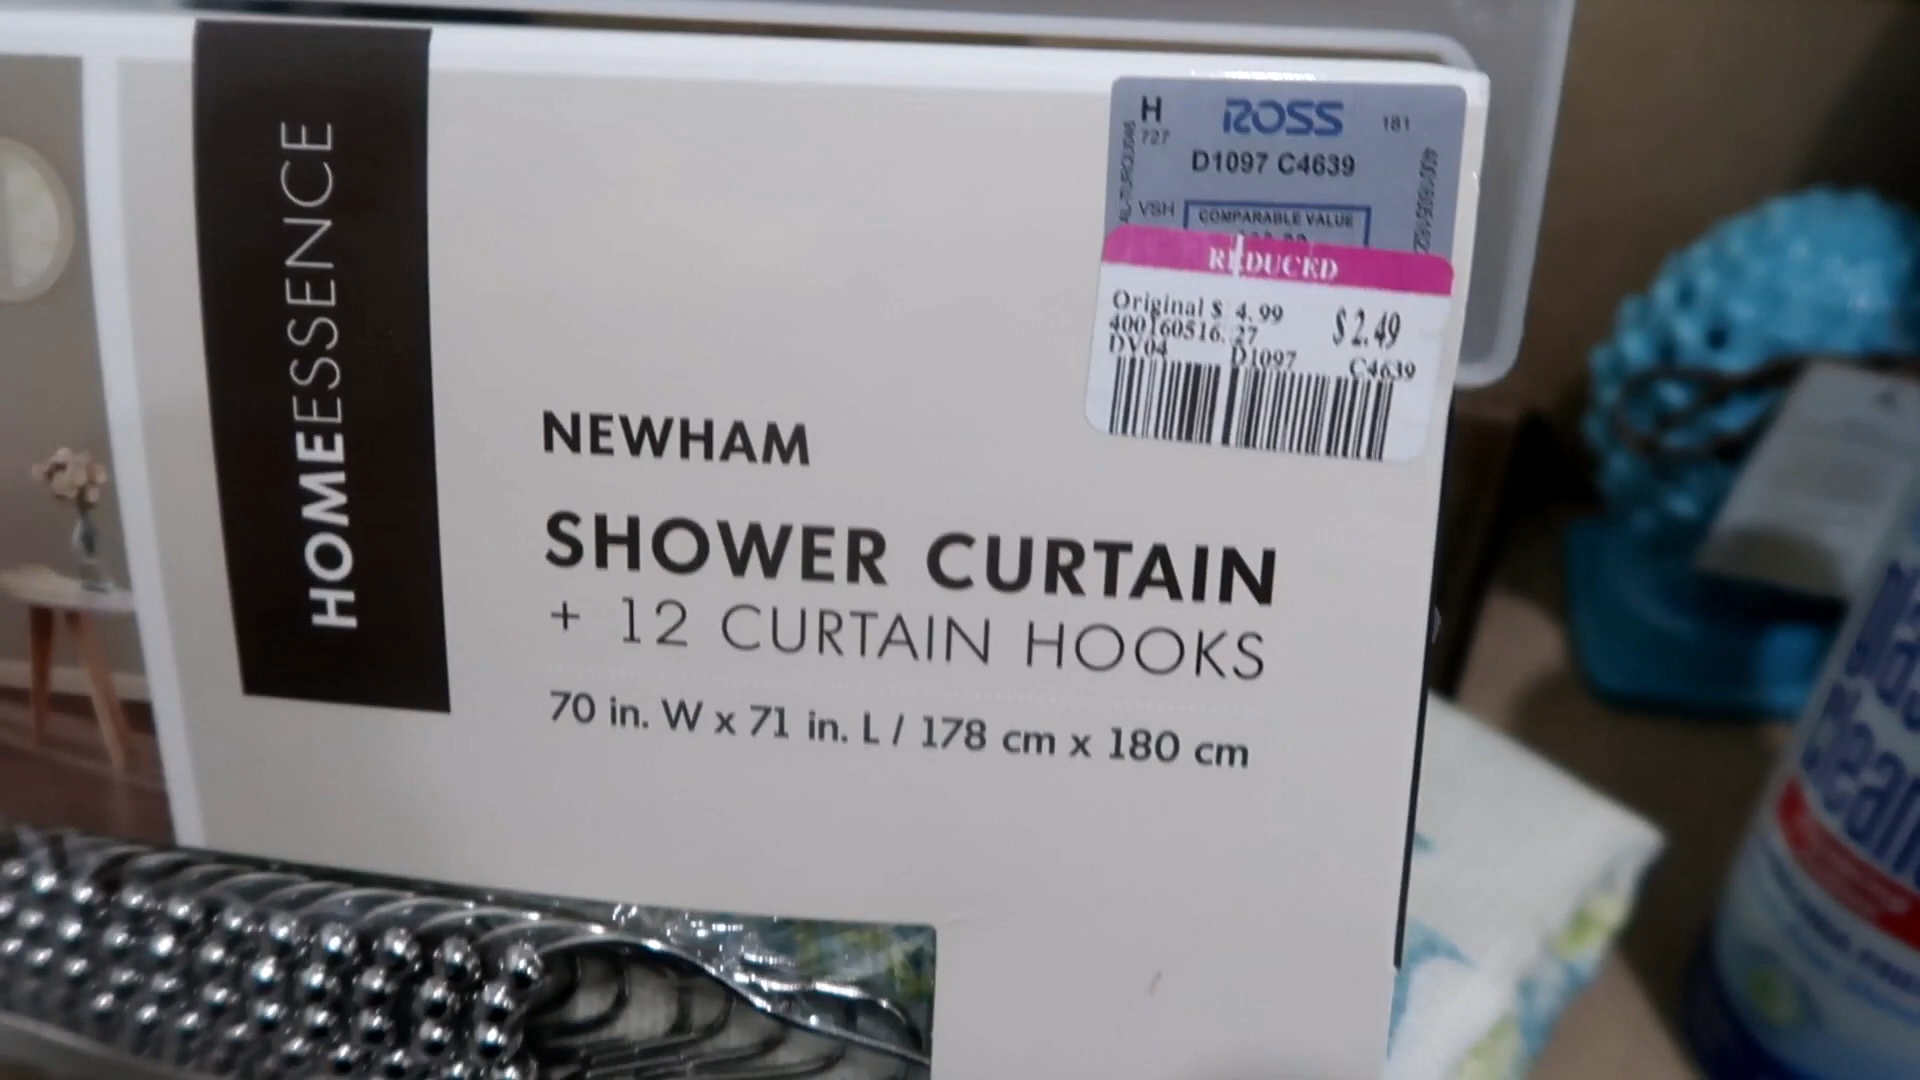 HOMEESSENCE
H
727
ROSS
181
D1097 C4639
VSH
COMPARABLE VALUE
REDUCED
Original $ 4.99
$2.49
400160516.27
DV04
D1097
C4639
NEWHAM
SHOWER CURTAIN
+ 12 CURTAIN HOOKS
70 in. W x 71 in. L / 178 cm x 180 cm